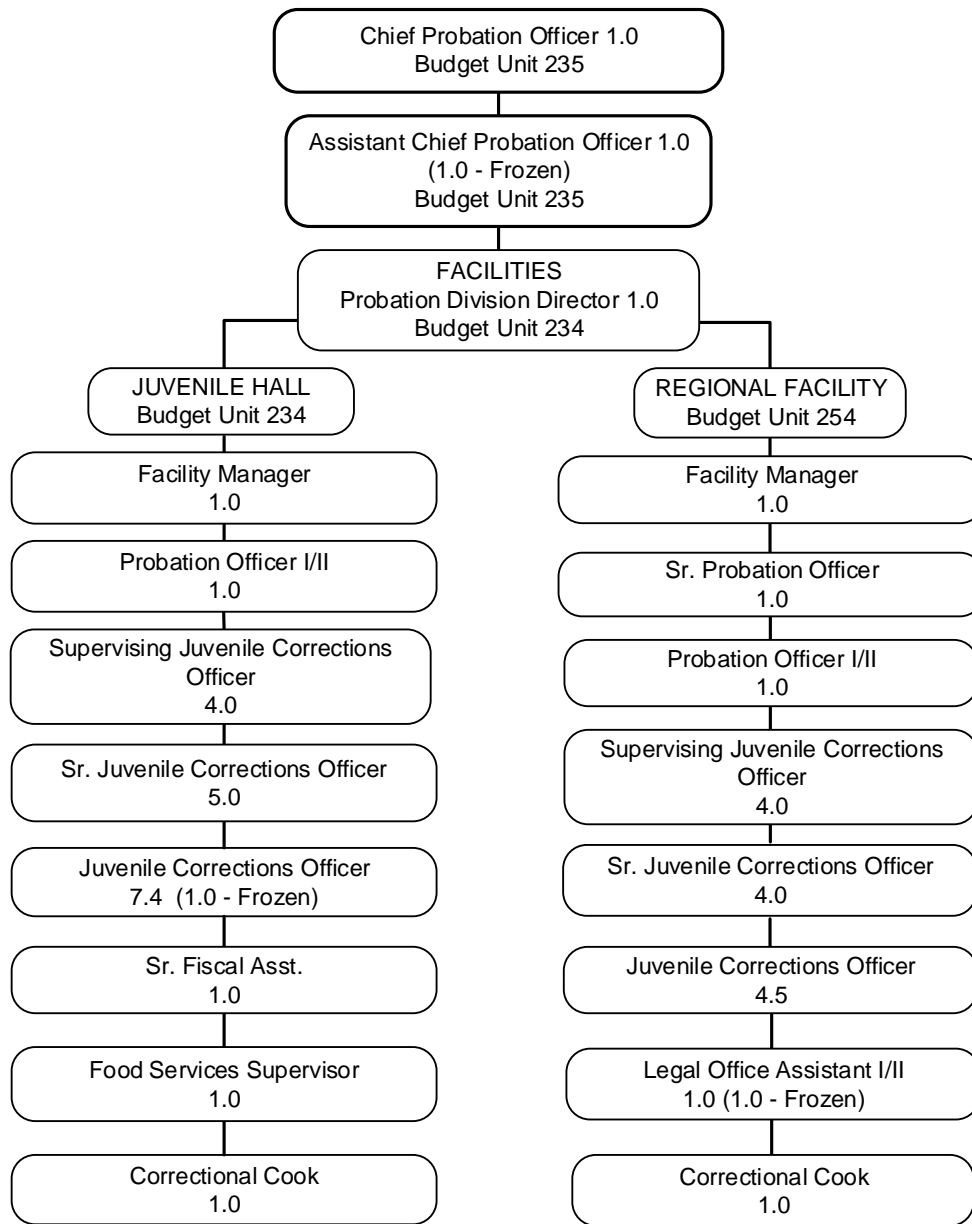 Chief Probation Officer 1.0
Budget Unit 235
Assistant Chief Probation Officer 1.0
(1.0 - Frozen)
Budget Unit 235
FACILITIES
Probation Division Director 1.0
Budget Unit 234
JUVENILE HALL
Budget Unit 234
Facility Manager
1.0
Probation Officer I/II
1.0
Supervising Juvenile Corrections
Officer
4.0
Sr. Juvenile Corrections Officer
5.0
Juvenile Corrections Officer
7.4 (1.0 - Frozen)
Sr. Fiscal Asst.
1.0
Food Services Supervisor
1.0
Correctional Cook
1.0
REGIONAL FACILITY
Budget Unit 254
Facility Manager
1.0
Sr. Probation Officer
1.0
Probation Officer I/II
1.0
Supervising Juvenile Corrections
Officer
4.0
Sr. Juvenile Corrections Officer
4.0
Juvenile Corrections Officer
4.5
Legal Office Assistant I/II
1.0 (1.0 - Frozen)
Correctional Cook
1.0